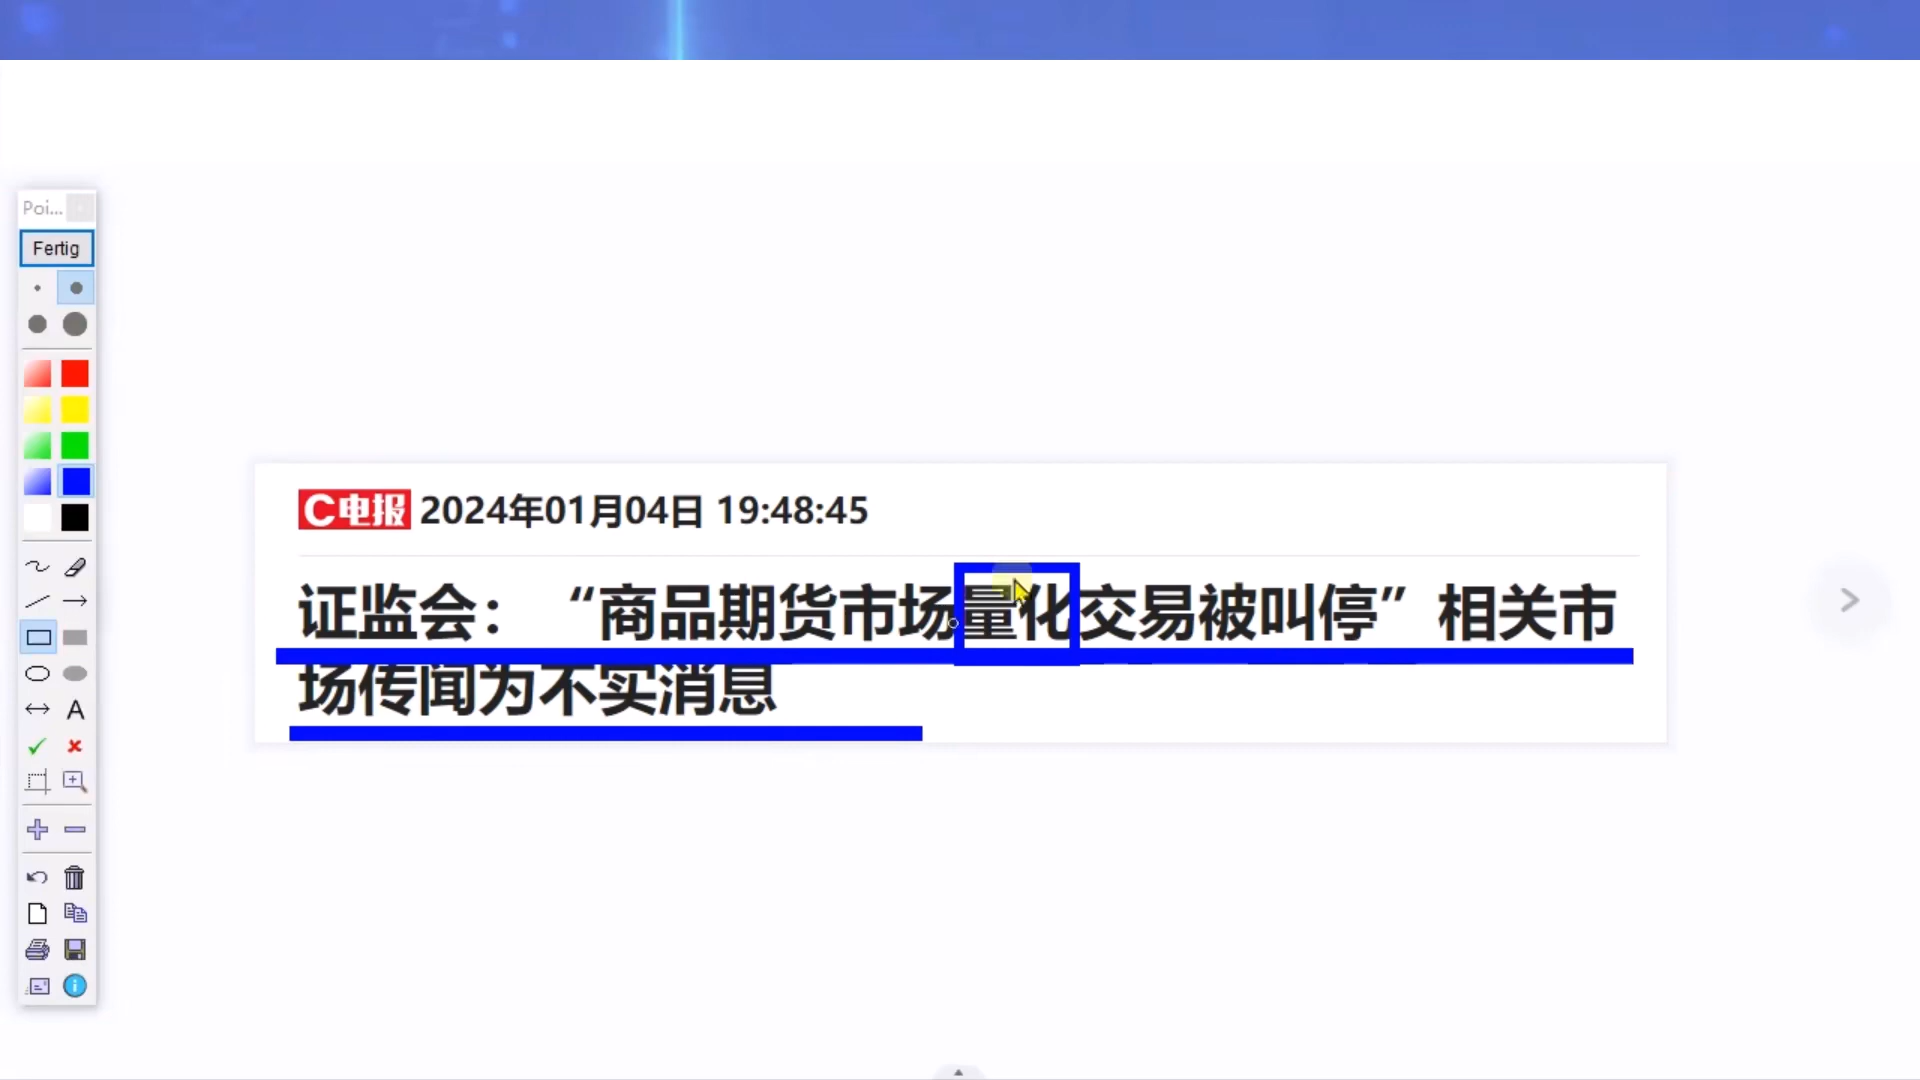 Poi...
Fertig
A
C电报 2024年01月04日 19:48:45
证监会：“商品期货市场量化交易被叫停”相关市
场传闻为不实消息